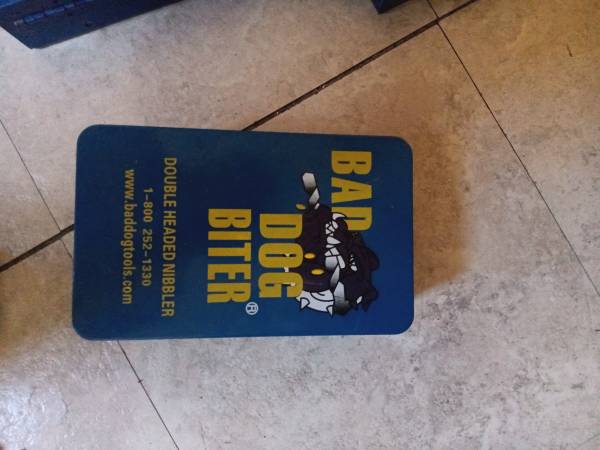 BAD
DOG
BITER®
DOUBLE HEADED NIBBLER
1-800 252-1330
www.baddogtools.com